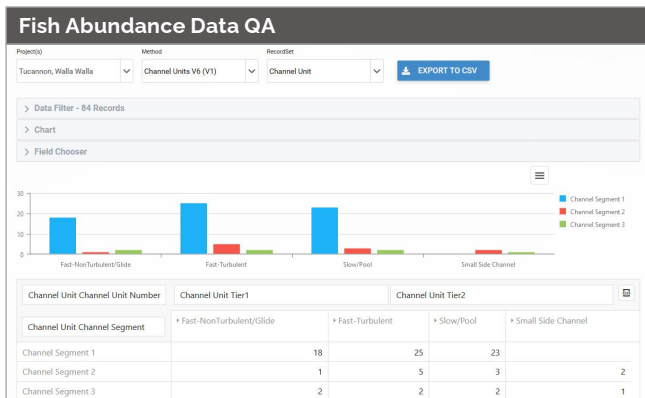 Fish Abundance Data QA
Project(s) Method RecordSet
Tucannon, Walla Walla Channel Units V6 (V1) Channel Unit EXPORT TO CSV
Data Filter - 84 Records
Chart
Field Chooser
30
20
10
0
Channel Segment 1
Channel Segment 2
Channel Segment 3
Fast-NonTurbulent/Glide Fast-Turbulent Slow/Pool Small Side Channel
Channel Unit Channel Unit Number Channel Unit Tier1 Channel Unit Tier2
Channel Unit Channel Segment Fast-NonTurbulent/Glide Fast-Turbulent Slow/Pool Small Side Channel
Channel Segment 1 18 25 23
Channel Segment 2 1 5 3 2
Channel Segment 3 2 2 2 1